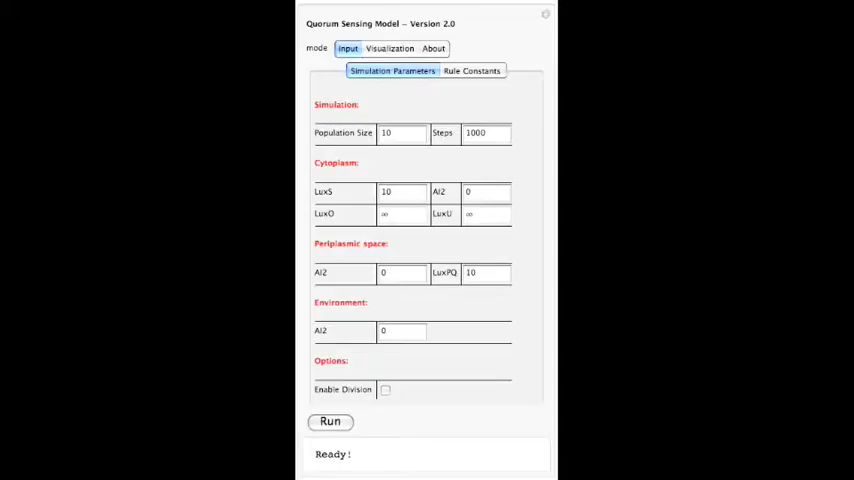 Quorum Sensing Model – Version 2.0
mode Input Visualization About
Simulation Parameters Rule Constants
Simulation:
Population Size 10 Steps 1000
Cytoplasm:
LuxS 10 AI2 0
LuxO ∞ LuxU ∞
Periplasmic space:
AI2 0 LuxPQ 10
Environment:
AI2 0
Options:
Enable Division
Run
Ready!